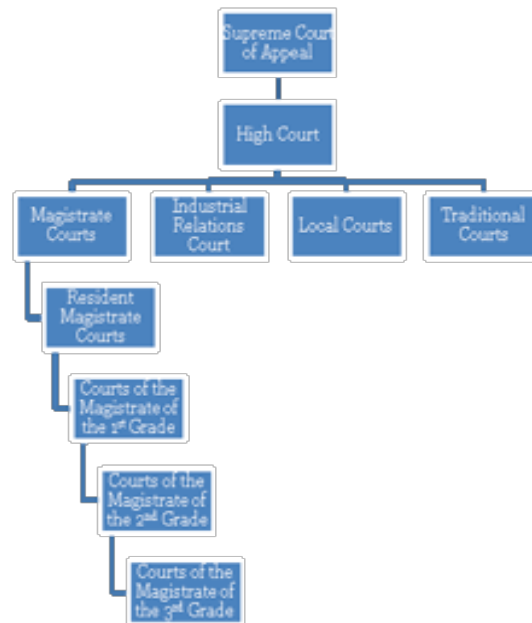 Supreme Court
of Appeal
High Court
Magistrate
Courts
Industrial
Relations
Court
Local Courts
Traditional
Courts
Resident
Magistrate
Courts
Courts of the
Magistrate of
the 1st Grade
Courts of the
Magistrate of
the 2nd Grade
Courts of the
Magistrate of
the 3rd Grade